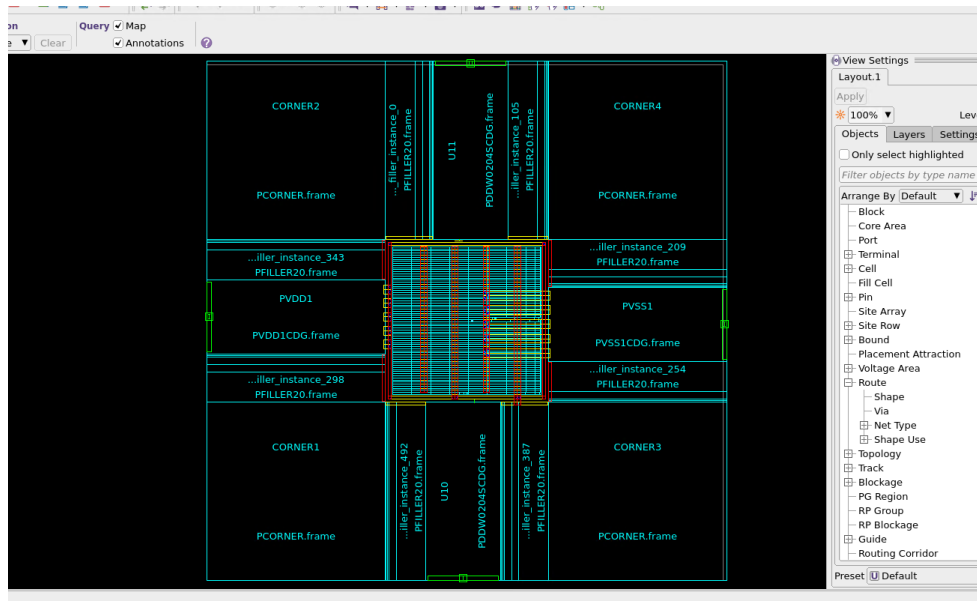 on
Query
Map
Clear
Annotations
View Settings
Layout.1
Apply
100%
Leve
Objects
Layers
Settings
Only select highlighted
Filter objects by type name
Arrange By
Default
Block
Core Area
Port
Terminal
Cell
Fill Cell
Pin
Site Array
Site Row
Bound
Placement Attraction
Voltage Area
Route
Shape
Via
Net Type
Shape Use
Topology
Track
Blockage
PG Region
RP Group
RP Blockage
Guide
Routing Corridor
Preset
Default
CORNER2
PCORNER.frame
..._filler_instance_0
PFILLER20.frame
U11
PDDW0204SCDG.frame
...iller_instance_105
PFILLER20.frame
CORNER4
PCORNER.frame
...iller_instance_343
PFILLER20.frame
...iller_instance_209
PFILLER20.frame
PVDD1
PVDD1CDG.frame
PVSS1
PVSS1CDG.frame
...iller_instance_298
PFILLER20.frame
...iller_instance_254
PFILLER20.frame
CORNER1
PCORNER.frame
...iller_instance_492
PFILLER20.frame
U10
PDDW0204SCDG.frame
...iller_instance_387
PFILLER20.frame
CORNER3
PCORNER.frame